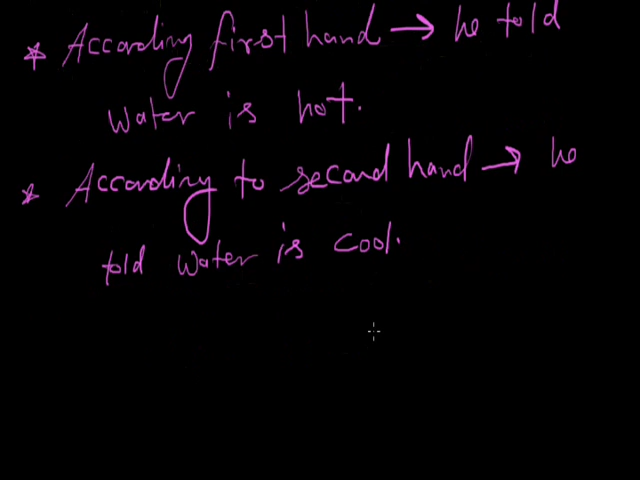 * According first hand → he told
water is hot.
* According to second hand → he
told water is cool.